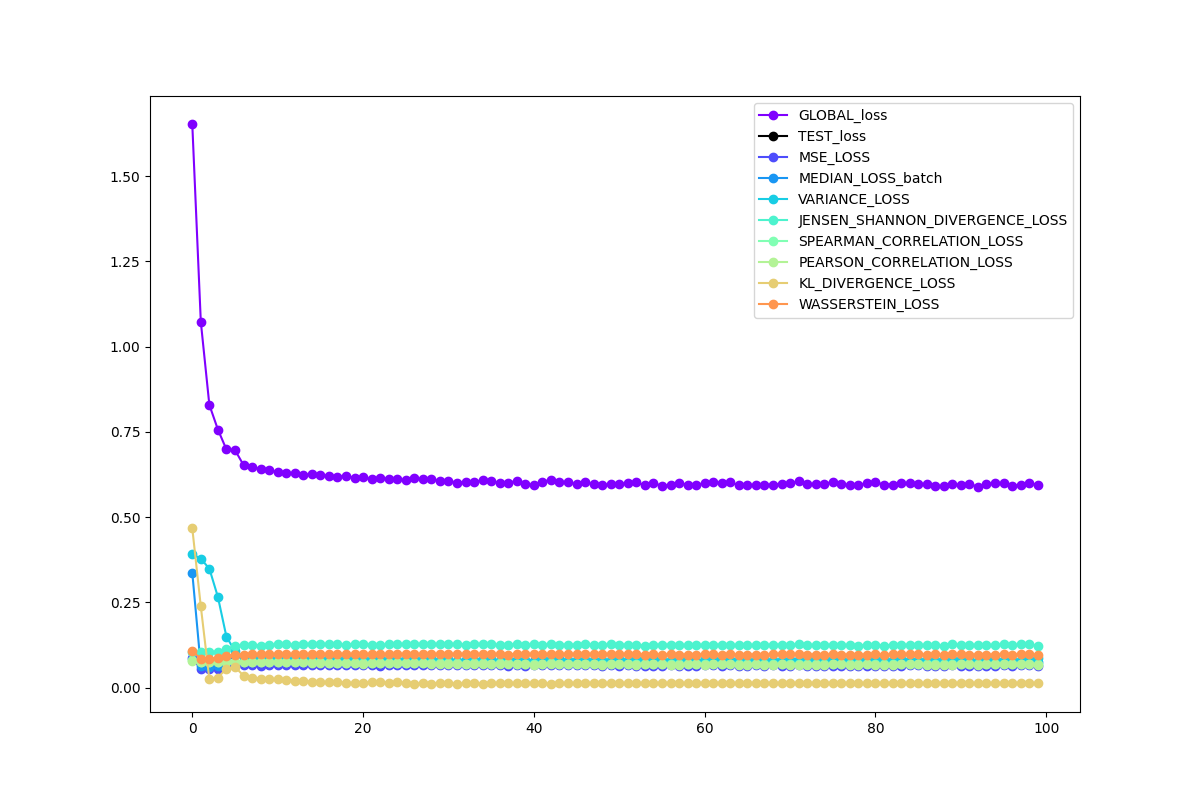 GLOBAL_loss
TEST_loss
MSE_LOSS
MEDIAN_LOSS_batch
VARIANCE_LOSS
JENSEN_SHANNON_DIVERGENCE_LOSS
SPEARMAN_CORRELATION_LOSS
PEARSON_CORRELATION_LOSS
KL_DIVERGENCE_LOSS
WASSERSTEIN_LOSS
1.50
1.25
1.00
0.75
0.50
0.25
0.00
0 20 40 60 80 100